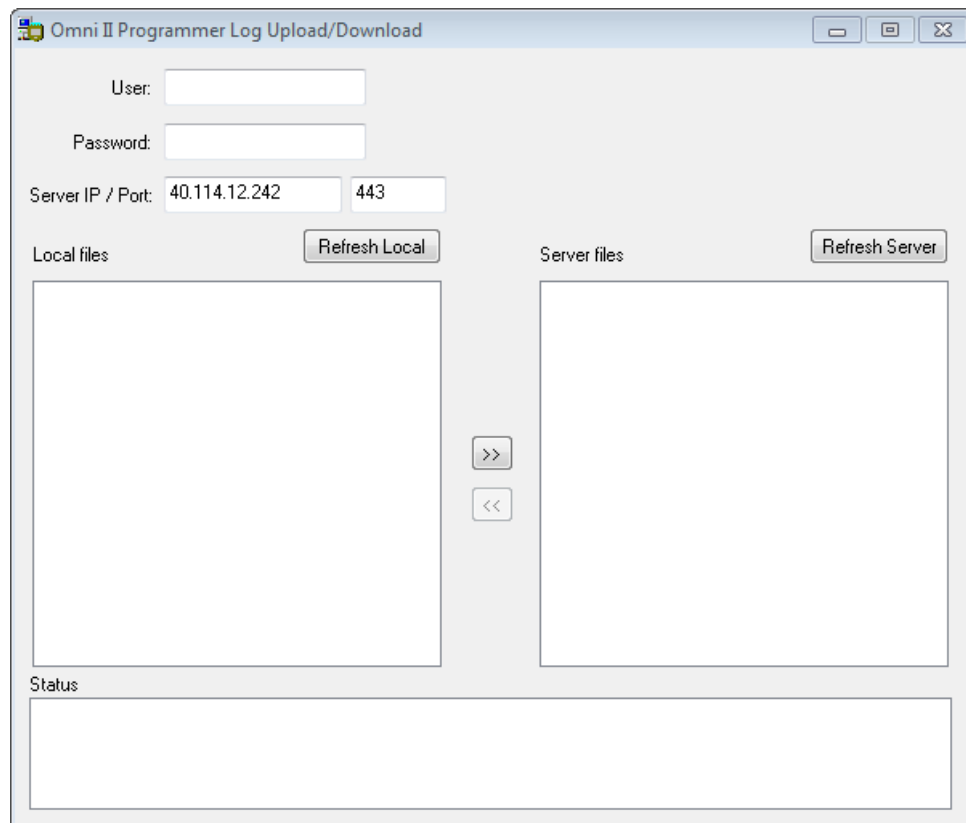 Omni II Programmer Log Upload/Download
User:
Password:
Server IP / Port: 40.114.12.242 443
Local files Refresh Local Server files Refresh Server
>>
<<
Status